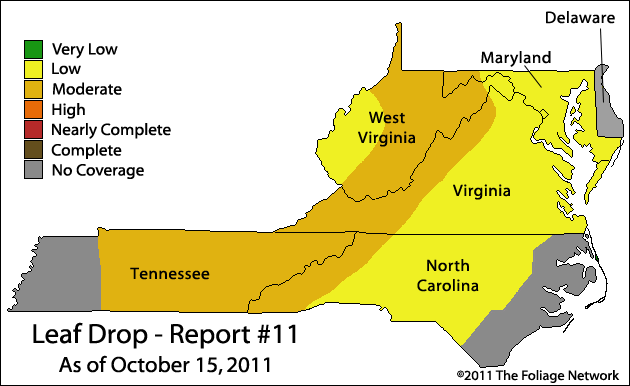 Delaware
Maryland
Very Low
Low
Moderate
High
Nearly Complete
Complete
No Coverage
West
Virginia
Virginia
Tennessee
North
Carolina
Leaf Drop - Report #11
As of October 15, 2011
©2011 The Foliage Network